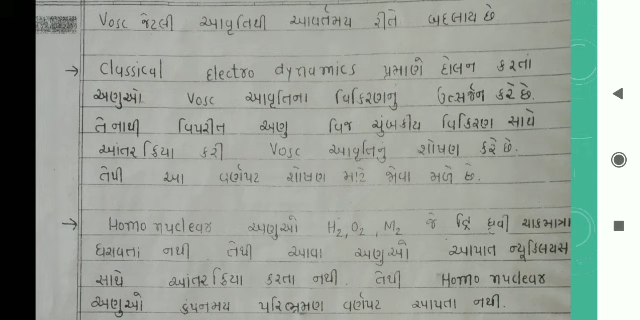 Vosc જેટલી આવૃતિથી આવર્તમય રીતે બદલાય છે
→ Classical Electro dynamics પ્રમાણે દોલન કરતાં
અણુઓ Vosc આવૃતિના વિકિરણનુ ઉત્સર્જન કરે છે.
તેનાથી વિપરીત અણુ વિજ ચુંબકીય વિકિરણ સાથે
આંતરક્રિયા કરી Vosc આવૃતિનું શોષણ કરે છે.
તેથી આ વર્ણપટ શોષણ માટે જોવા મળે છે.
→ Homo nuclear અણુઓ H₂, O₂, N₂ જે દ્વિ ધ્રુવી ચાકમાત્રા
ધરાવતા નથી તેથી આવા અણુઓ આપાત ન્યૂક્લિયસ
સાથે આંતરક્રિયા કરતા નથી. તેથી Homo nuclear
અણુઓ કંપનમય પરિભ્રમણ વર્ણપટ આપતા નથી.